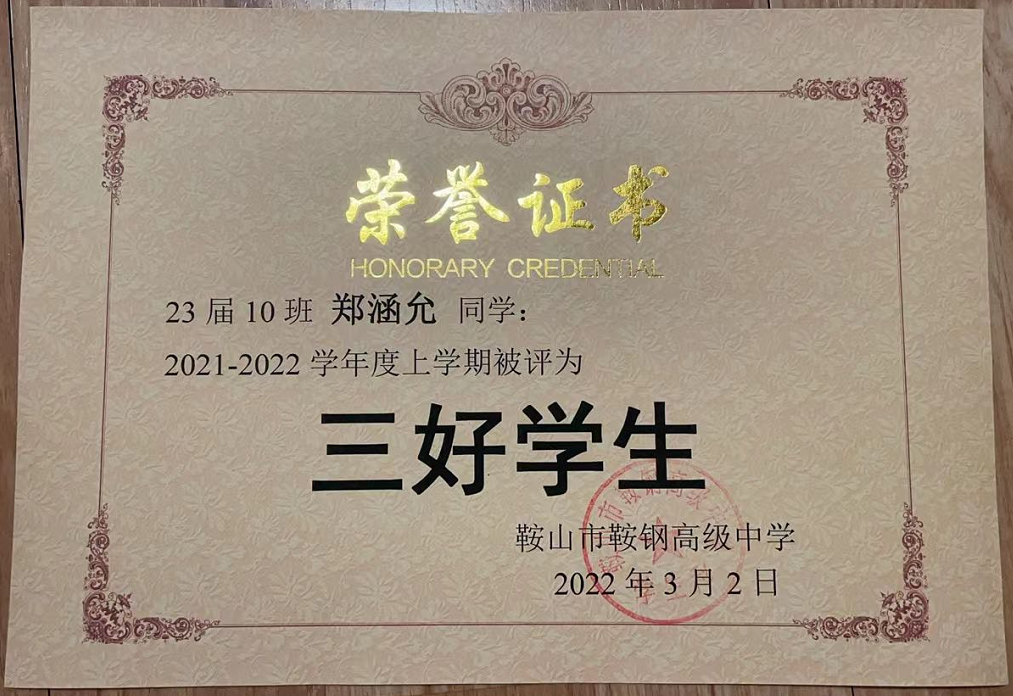 荣誉证书
HONORARY CREDENTIAL
23 届 10 班 郑涵允 同学：
2021-2022 学年度上学期被评为
三好学生
鞍山市鞍钢高级中学
2022 年 3 月 2 日